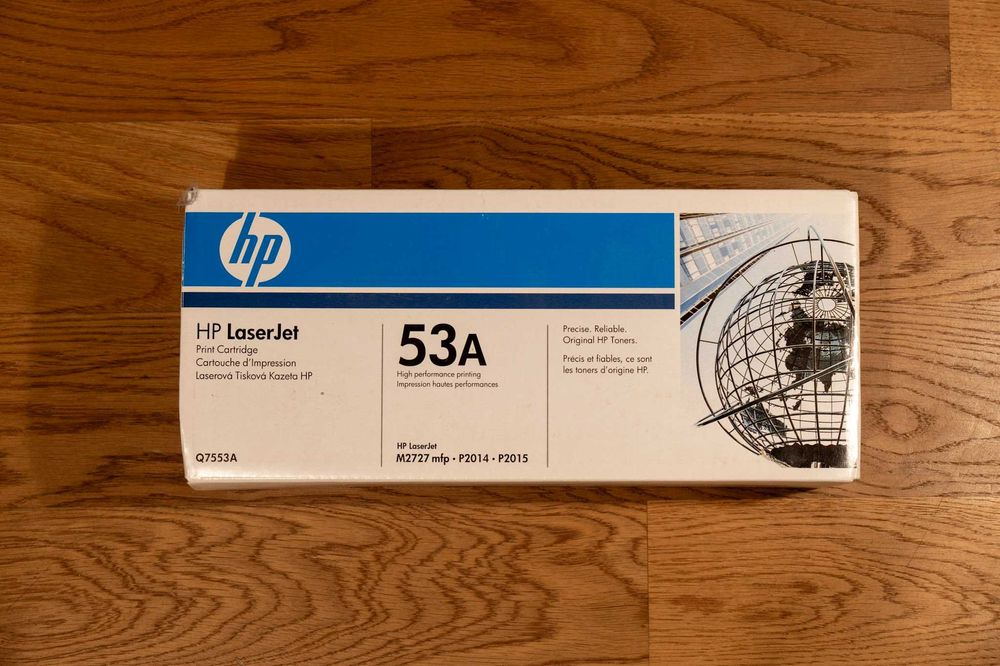 hp
HP LaserJet
Print Cartridge
Cartouche d'Impression
Laserová Tisková Kazeta HP
Q7553A
53A
High performance printing
Impression hautes performances
HP LaserJet
M2727 mfp • P2014 • P2015
Precise. Reliable.
Original HP Toners.
Précis et fiables, ce sont
les toners d'origine HP.